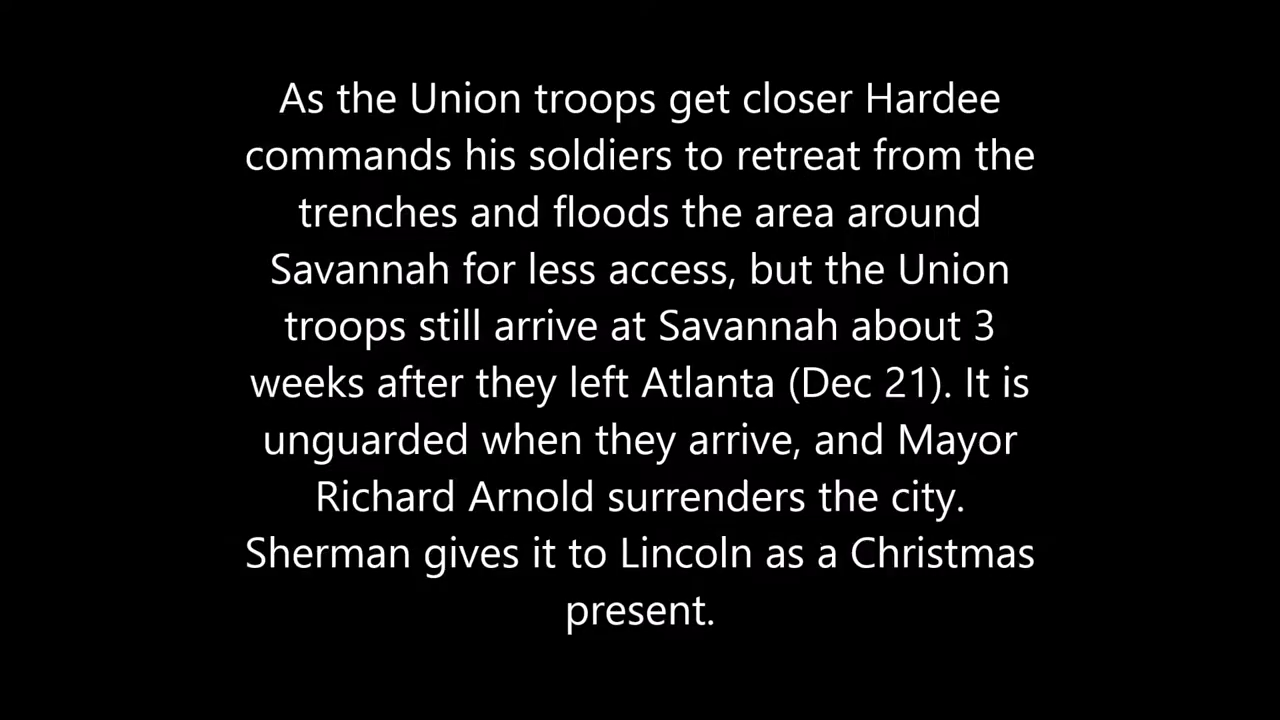 As the Union troops get closer Hardee
commands his soldiers to retreat from the
trenches and floods the area around
Savannah for less access, but the Union
troops still arrive at Savannah about 3
weeks after they left Atlanta (Dec 21). It is
unguarded when they arrive, and Mayor
Richard Arnold surrenders the city.
Sherman gives it to Lincoln as a Christmas
present.